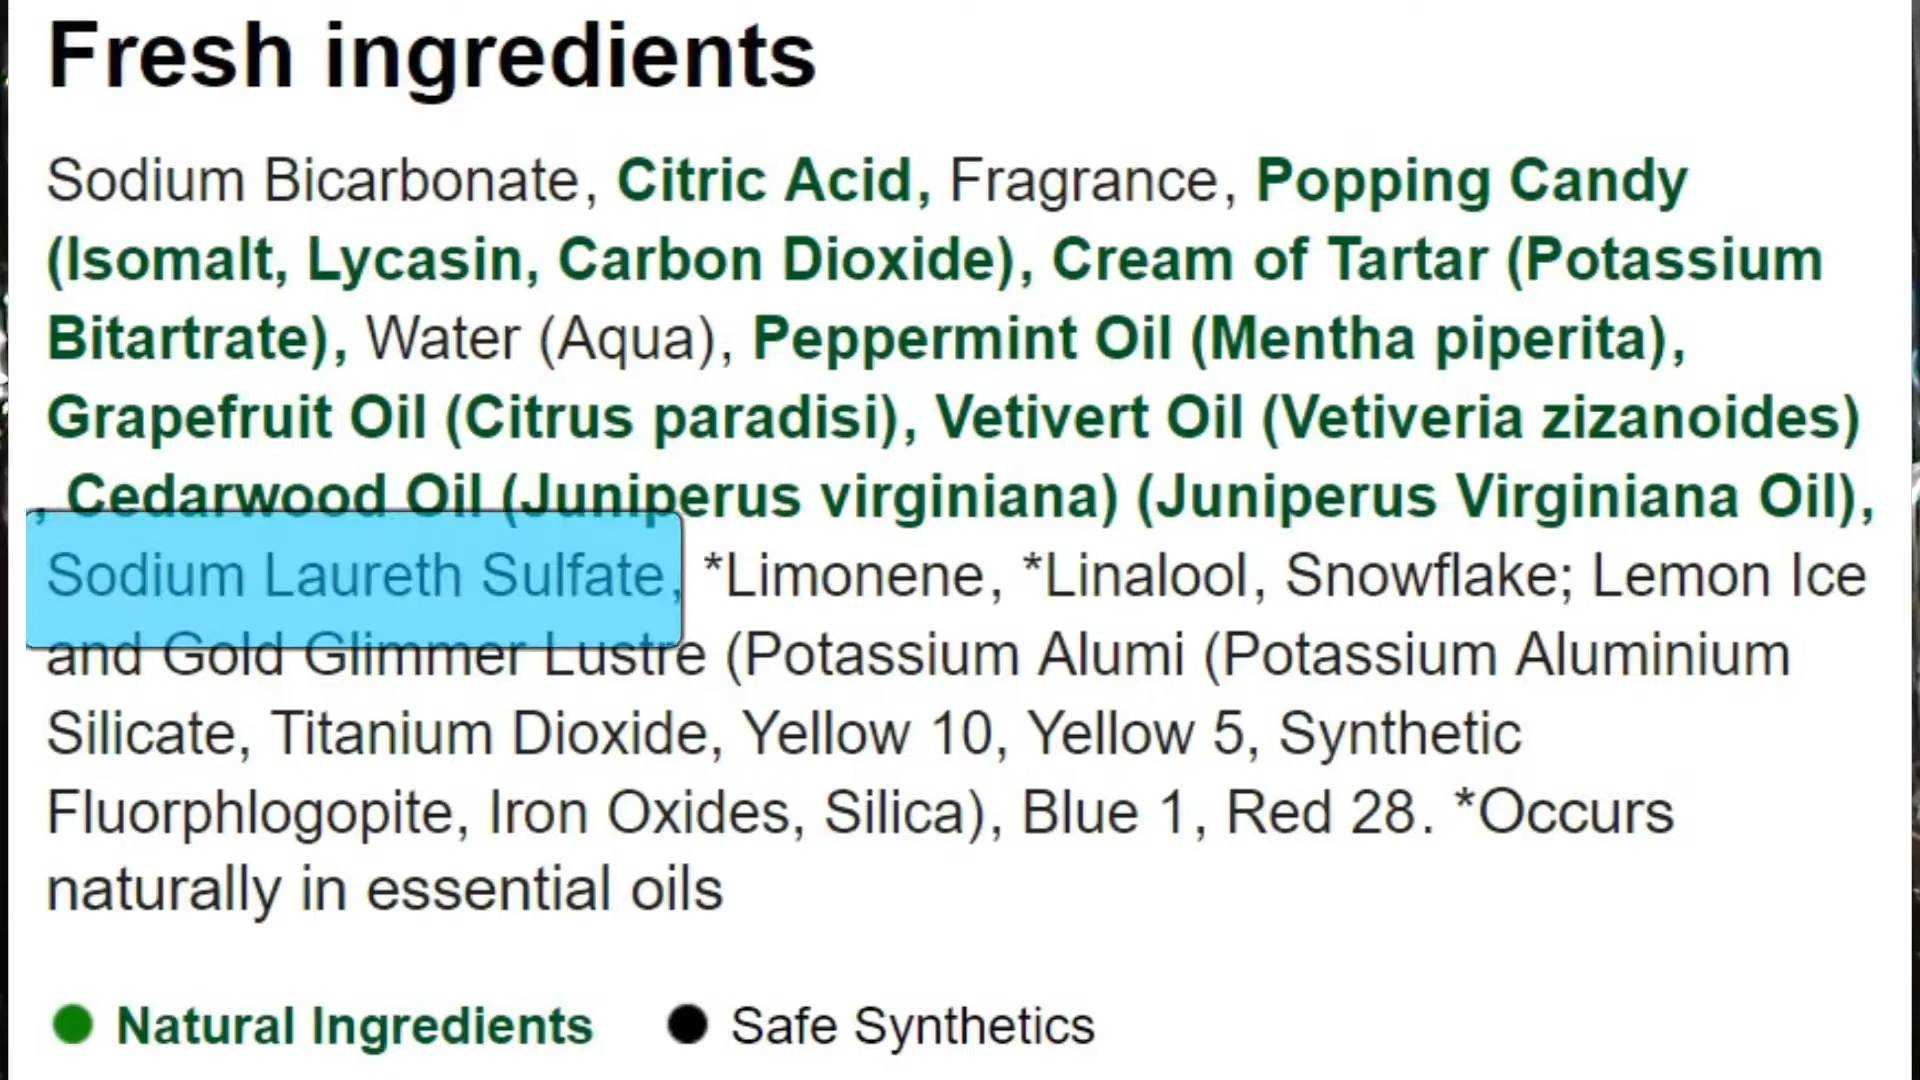 Fresh ingredients
Sodium Bicarbonate, Citric Acid, Fragrance, Popping Candy
(Isomalt, Lycasin, Carbon Dioxide), Cream of Tartar (Potassium
Bitartrate), Water (Aqua), Peppermint Oil (Mentha piperita),
Grapefruit Oil (Citrus paradisi), Vetivert Oil (Vetiveria zizanoides)
, Cedarwood Oil (Juniperus virginiana) (Juniperus Virginiana Oil),
Sodium Laureth Sulfate, *Limonene, *Linalool, Snowflake; Lemon Ice
and Gold Glimmer Lustre (Potassium Alumi (Potassium Aluminium
Silicate, Titanium Dioxide, Yellow 10, Yellow 5, Synthetic
Fluorphlogopite, Iron Oxides, Silica), Blue 1, Red 28. *Occurs
naturally in essential oils
Natural Ingredients Safe Synthetics